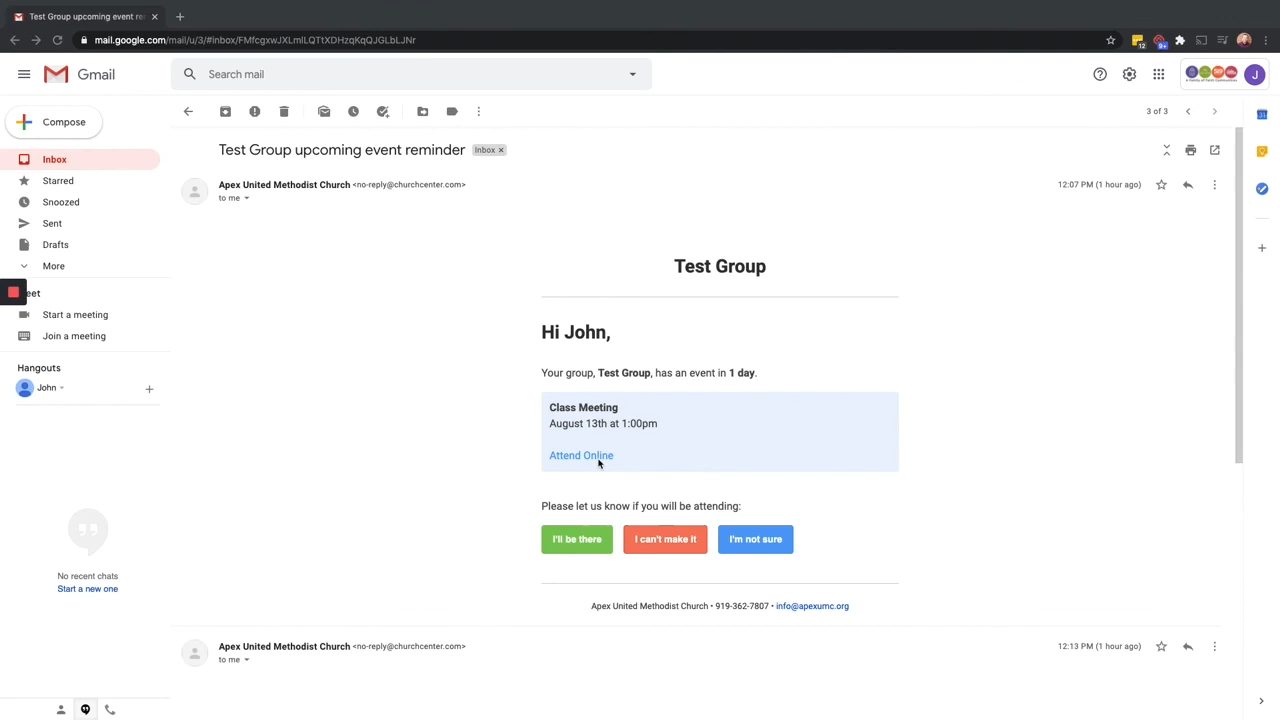 Test Group upcoming event re
mail.google.com/mail/u/3/#inbox/FMfcgxwJXLmlLQTtXDHzqKqQJGLbLJNr
12
9+
Gmail
Search mail
J
Compose
3 of 3
Inbox
Starred
Snoozed
Sent
Drafts
More
eet
Start a meeting
Join a meeting
Hangouts
John
No recent chats
Start a new one
Test Group upcoming event reminder
Inbox
Apex United Methodist Church <no-reply@churchcenter.com>
12:07 PM (1 hour ago)
to me
Test Group
Hi John,
Your group, Test Group, has an event in 1 day.
Class Meeting
August 13th at 1:00pm
Attend Online
Please let us know if you will be attending:
I'll be there
I can't make it
I'm not sure
Apex United Methodist Church • 919-362-7807 • info@apexumc.org
Apex United Methodist Church <no-reply@churchcenter.com>
12:13 PM (1 hour ago)
to me